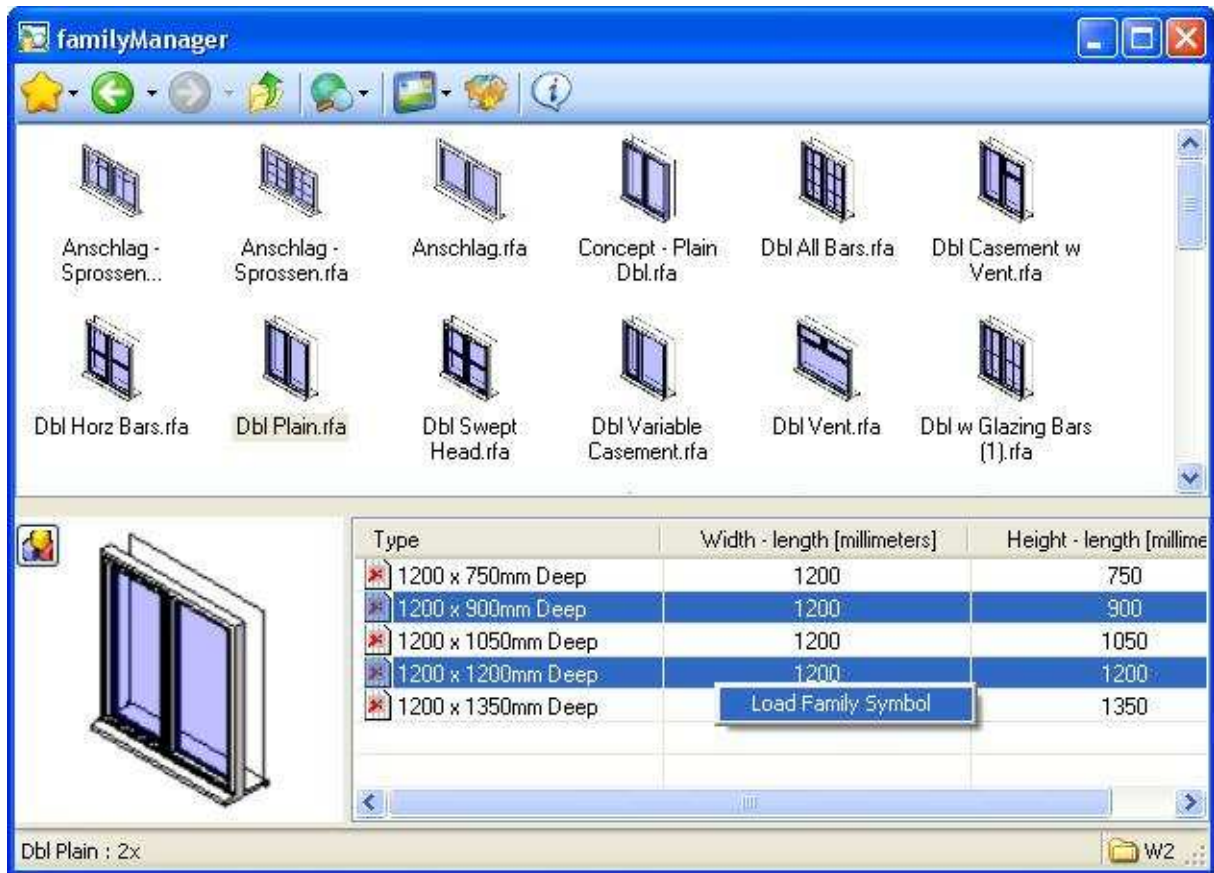 familyManager
Anschlag -
Sprossen...
Anschlag -
Sprossen.rfa
Anschlag.rfa
Concept - Plain
Dbl.rfa
Dbl All Bars.rfa
Dbl Casement w
Vent.rfa
Dbl Horz Bars.rfa
Dbl Plain.rfa
Dbl Swept
Head.rfa
Dbl Variable
Casement.rfa
Dbl Vent.rfa
Dbl w Glazing Bars
(1).rfa
Type Width - length [millimeters] Height - length [millime
1200 x 750mm Deep 1200 750
1200 x 900mm Deep 1200 900
1200 x 1050mm Deep 1200 1050
1200 x 1200mm Deep 1200 1200
Load Family Symbol
1200 x 1350mm Deep 1350
Dbl Plain : 2x W2